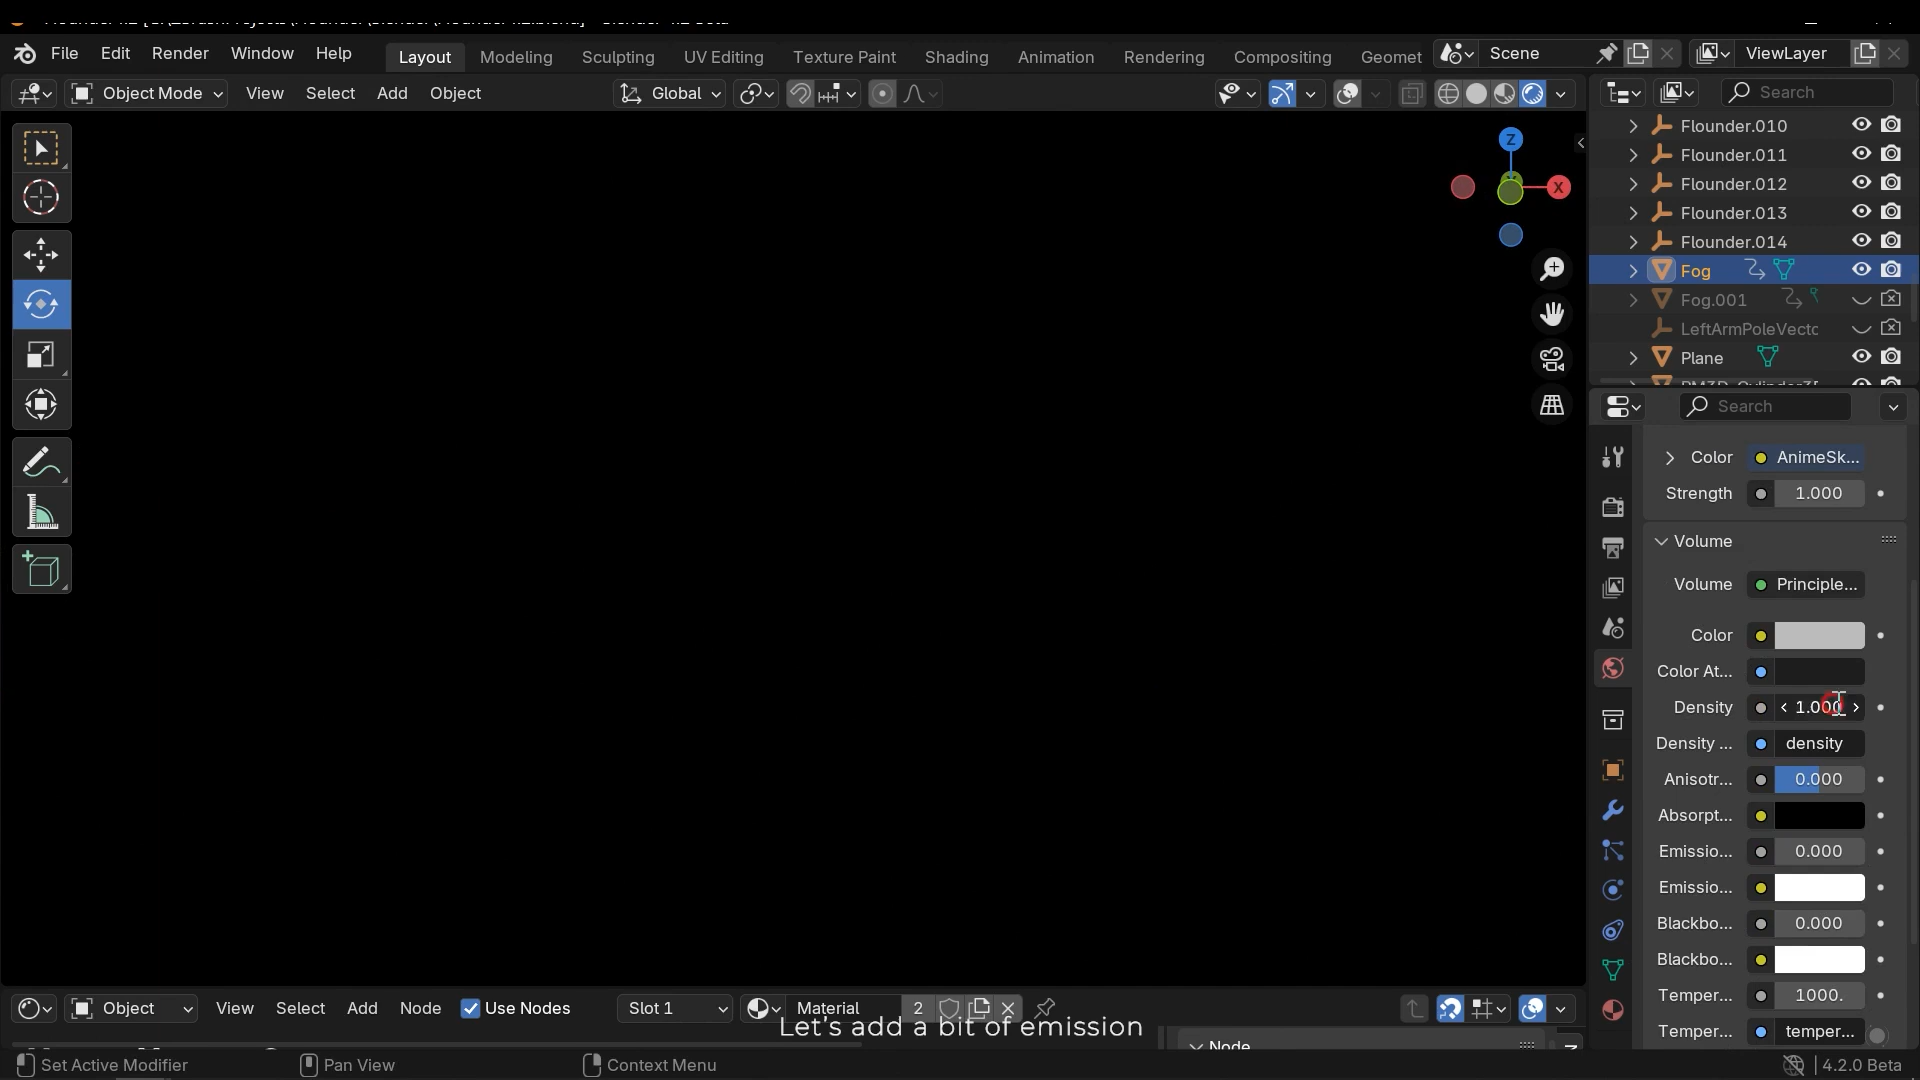 File Edit Render Window Help Layout Modeling Sculpting UV Editing Texture Paint Shading Animation Rendering Compositing Geomet Scene ViewLayer
Object Mode View Select Add Object Global Search
Z
X
Flounder.010
Flounder.011
Flounder.012
Flounder.013
Flounder.014
Fog
Fog.001
LeftArmPoleVecto
Plane
Search
Color AnimeSk...
Strength 1.000
Volume
Volume Principle...
Color
Color At...
Density 1.000
Density ... density
Anisotr... 0.000
Absorpt...
Emissio... 0.000
Emissio...
Blackbo... 0.000
Blackbo...
Temper... 1000.
Temper... temper...
Object View Select Add Node Use Nodes Slot 1 Material 2
Let's add a bit of emission
Node
Set Active Modifier Pan View Context Menu 4.2.0 Beta